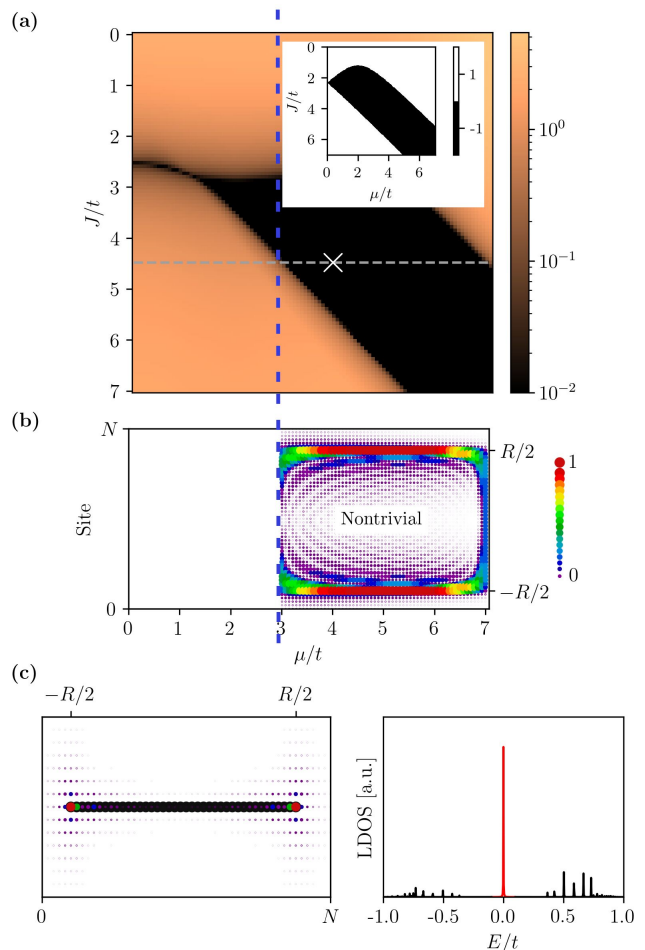 (a)
0
1
2
3
4
5
6
7
J/t
0
2
4
6
J/t
0
2
4
6
μ/t
1
-1
10^0
10^-1
10^-2
(b)
N
Site
0
Nontrivial
R/2
-R/2
1
0
0
1
2
3
4
5
6
7
μ/t
(c)
-R/2
R/2
0
N
LDOS [a.u.]
-1.0
-0.5
0.0
0.5
1.0
E/t